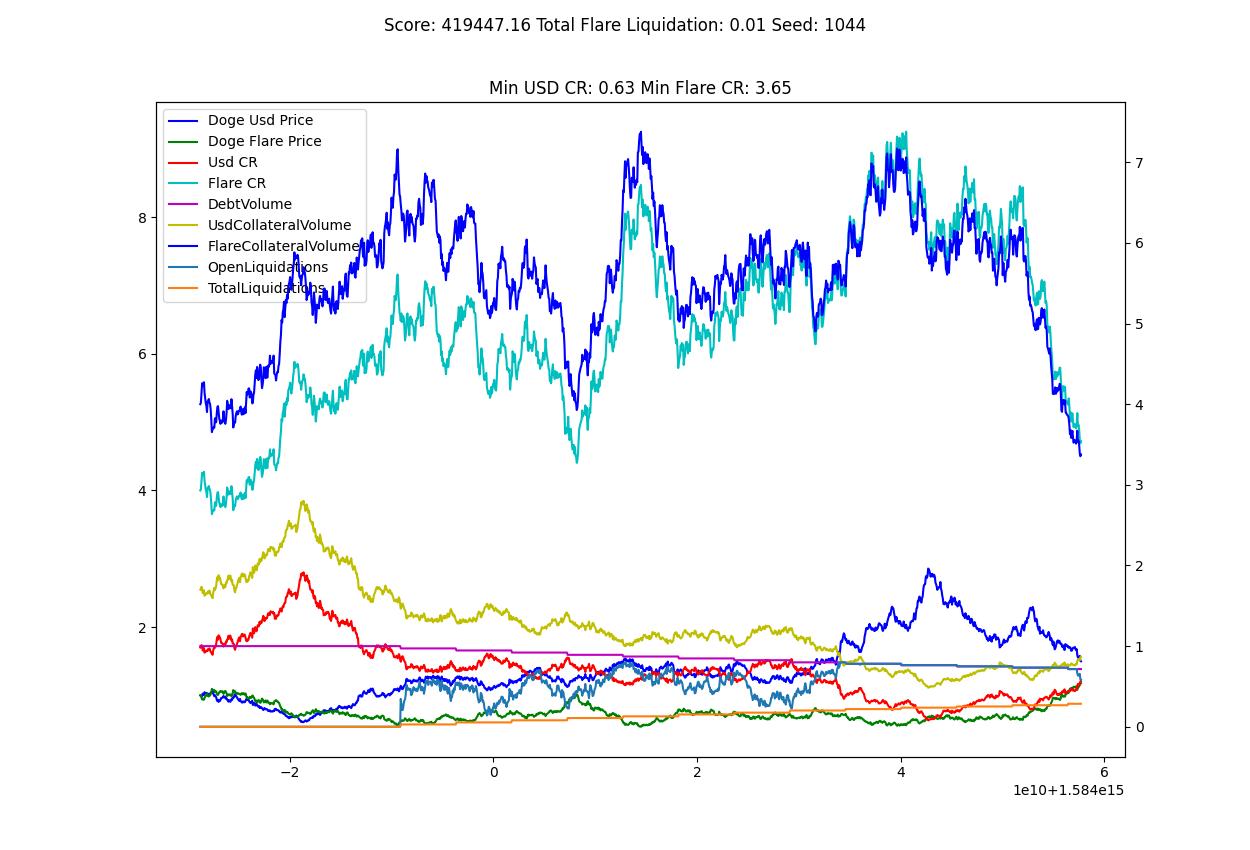 Score: 419447.16 Total Flare Liquidation: 0.01 Seed: 1044
Min USD CR: 0.63 Min Flare CR: 3.65
Doge Usd Price
Doge Flare Price
Usd CR
Flare CR
DebtVolume
UsdCollateralVolume
FlareCollateralVolume
OpenLiquidations
TotalLiquidations
8
6
4
2
7
6
5
4
3
2
1
0
−2
0
2
4
6
1e10+1.584e15